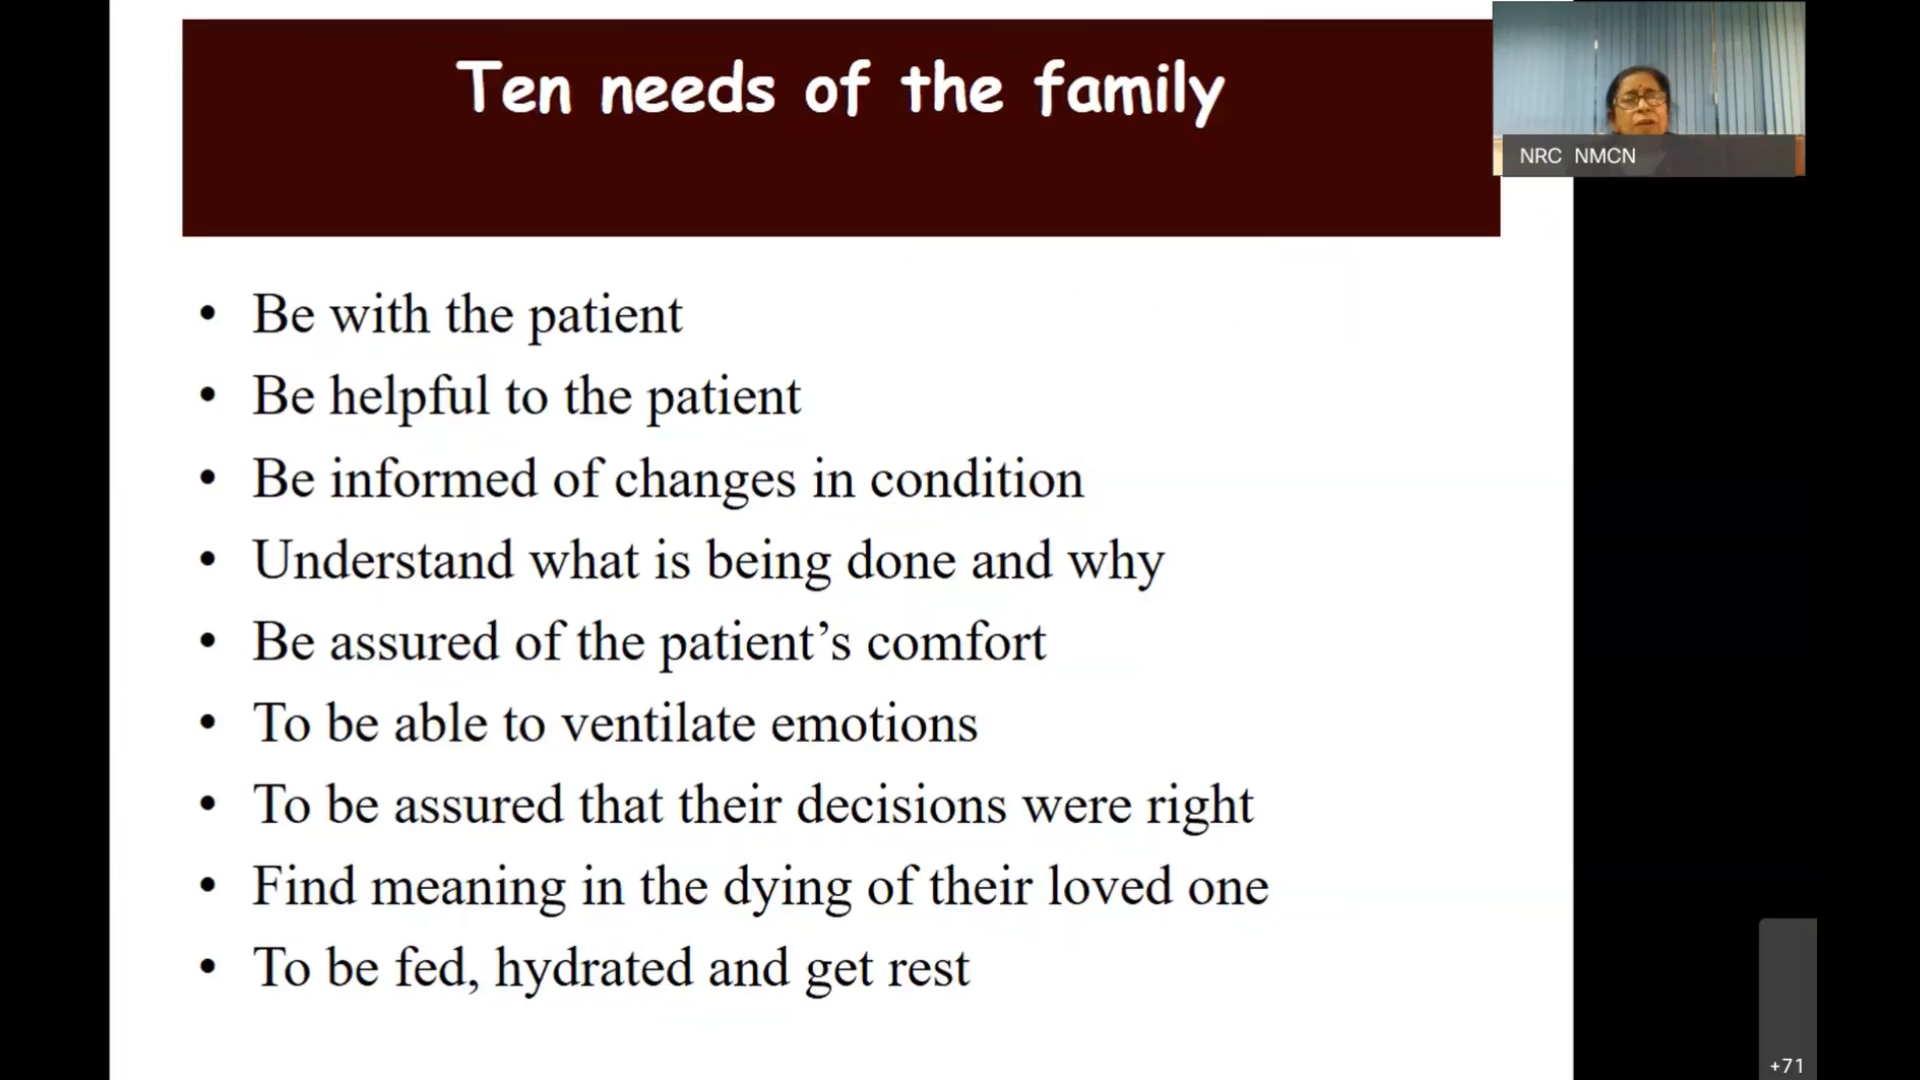 Ten needs of the family
NRC NMCN
• Be with the patient
• Be helpful to the patient
• Be informed of changes in condition
• Understand what is being done and why
• Be assured of the patient’s comfort
• To be able to ventilate emotions
• To be assured that their decisions were right
• Find meaning in the dying of their loved one
• To be fed, hydrated and get rest
+71